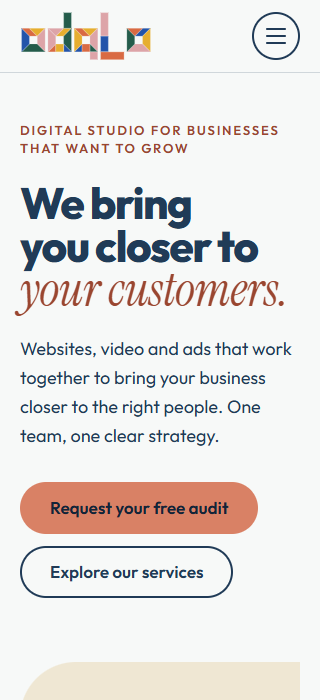 DIGITAL STUDIO FOR BUSINESSES
THAT WANT TO GROW
We bring
you closer to
your customers.
Websites, video and ads that work
together to bring your business
closer to the right people. One
team, one clear strategy.
Request your free audit
Explore our services